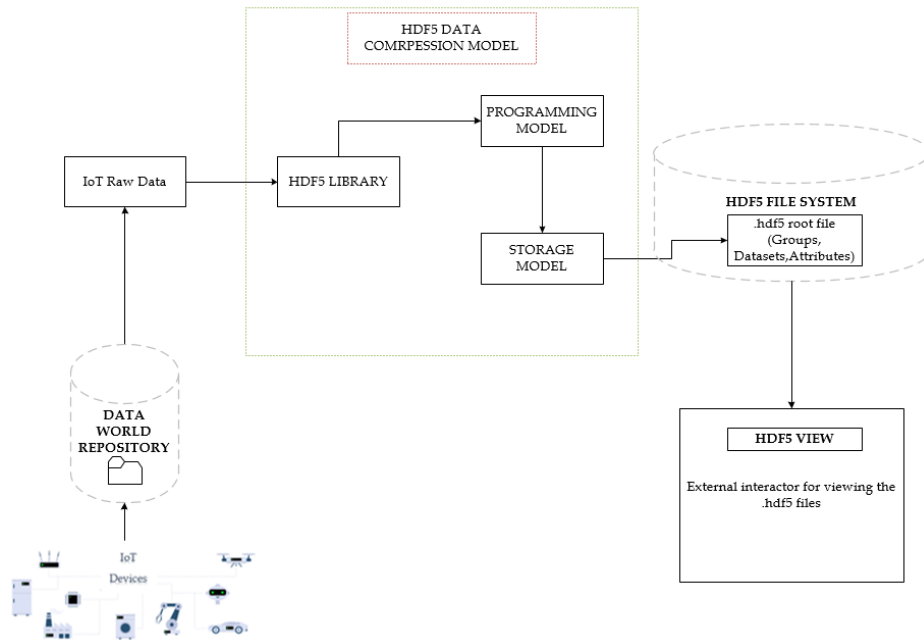 HDF5 DATA
COMRPESSION MODEL
PROGRAMMING
MODEL
IoT Raw Data
HDF5 LIBRARY
STORAGE
MODEL
HDF5 FILE SYSTEM
.hdf5 root file
(Groups,
Datasets,Attributes)
DATA
WORLD
REPOSITORY
HDF5 VIEW
External interactor for viewing the
.hdf5 files
IoT
Devices